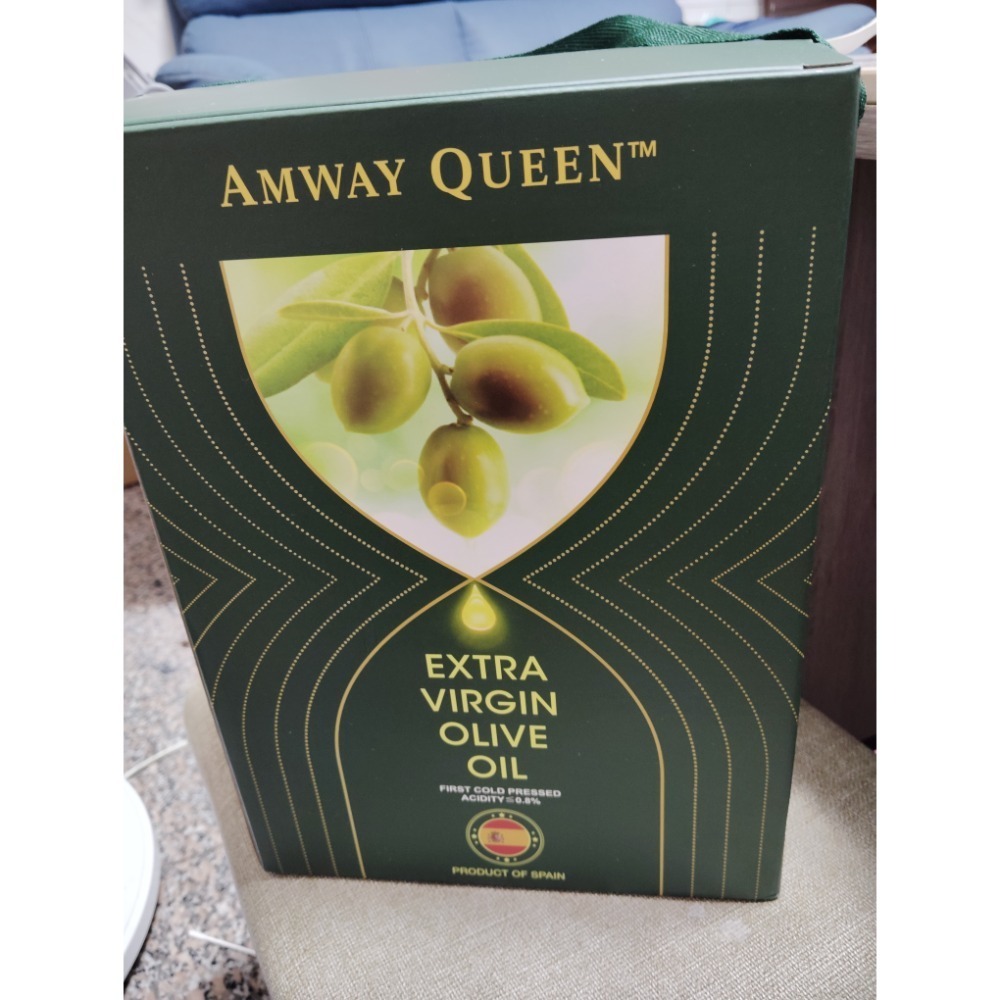 AMWAY QUEEN™
EXTRA
VIRGIN
OLIVE
OIL
FIRST COLD PRESSED
ACIDITY≦0.8%
PRODUCT OF SPAIN